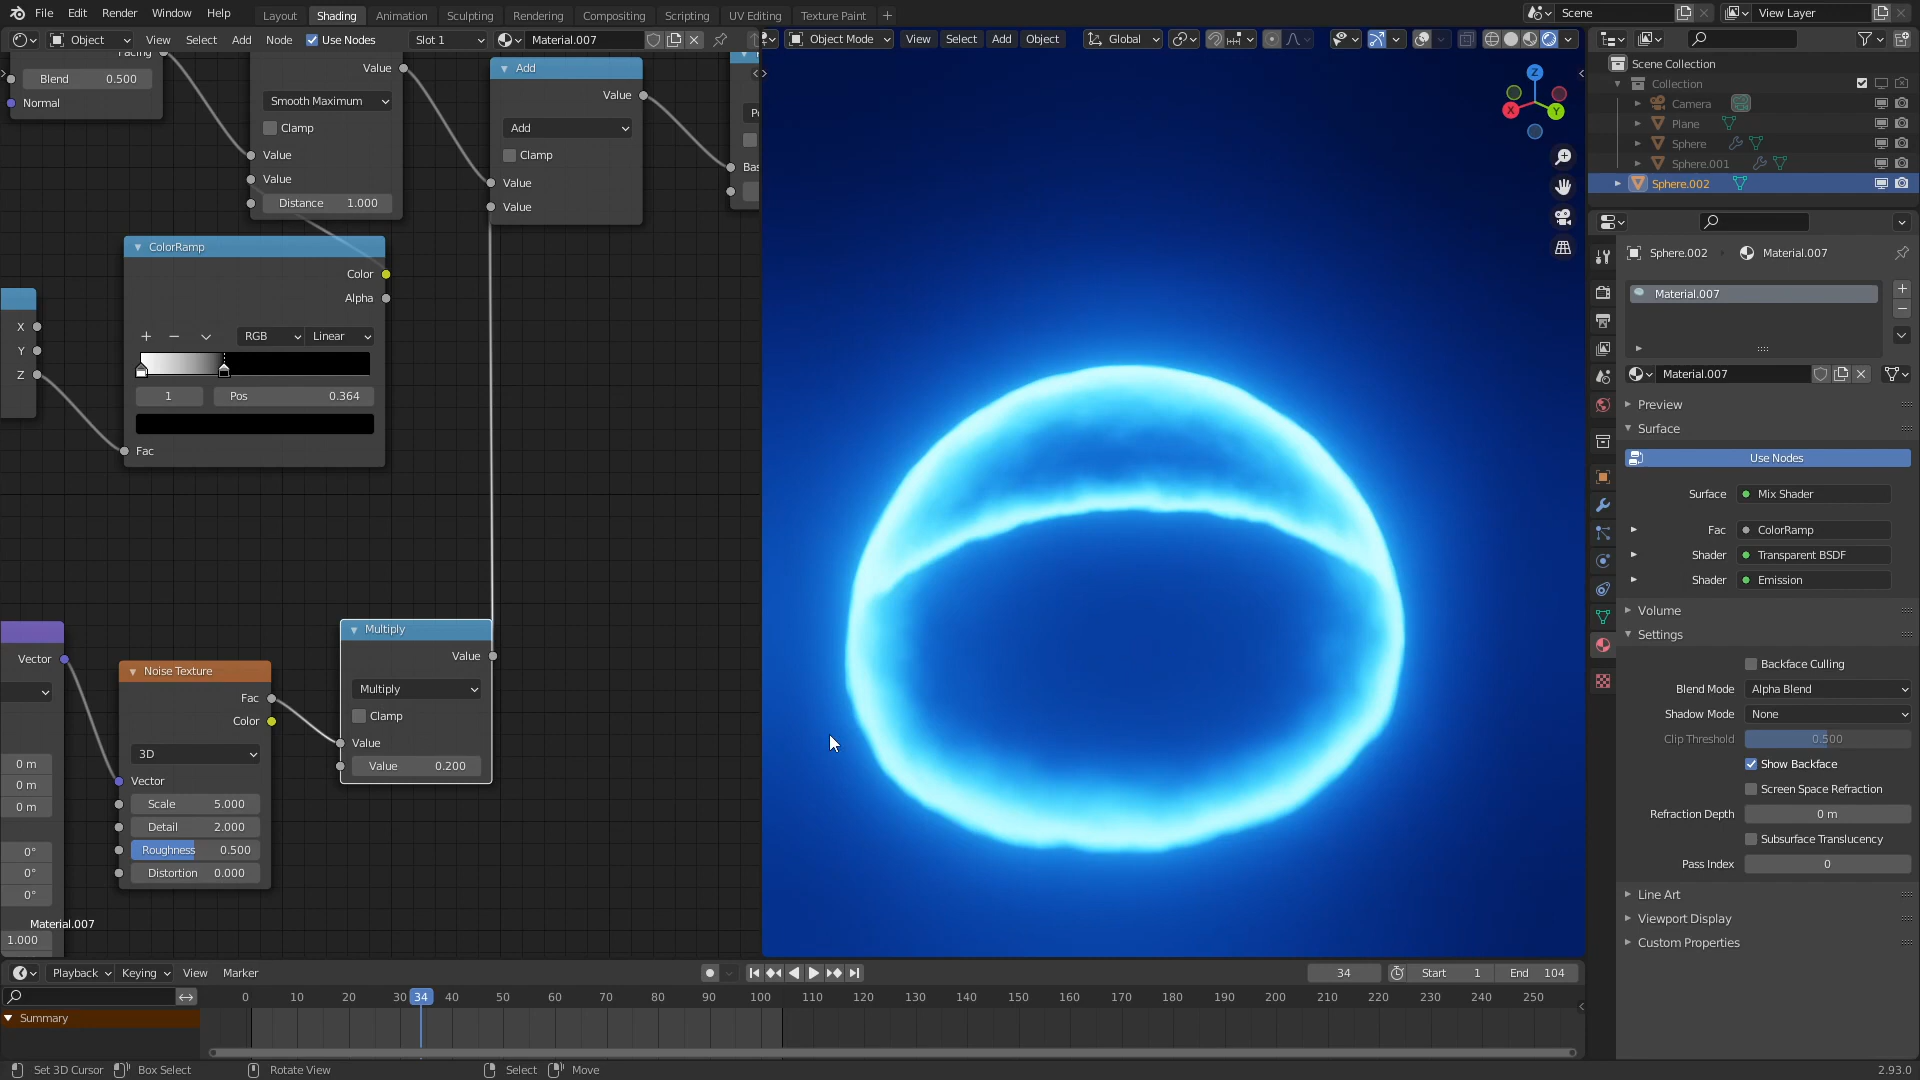 File Edit Render Window Help Layout Shading Animation Sculpting Rendering Compositing Scripting UV Editing Texture Paint + Scene View Layer
Object View Select Add Node Use Nodes Slot 1 Material.007
Object Mode View Select Add Object Global
Blend 0.500
Normal
Value
Smooth Maximum
Clamp
Value
Value
Distance 1.000
Add
Value
Add
Clamp
Value
Value
ColorRamp
Color
Alpha
RGB Linear
1 Pos 0.364
Fac
X
Y
Z
Vector
0 m
0 m
0 m
0°
0°
0°
1.000
Noise Texture
Fac
Color
3D
Vector
Scale 5.000
Detail 2.000
Roughness 0.500
Distortion 0.000
Multiply
Value
Multiply
Clamp
Value
Value 0.200
Material.007
Z
X
Y
Scene Collection
Collection
Camera
Plane
Sphere
Sphere.001
Sphere.002
Sphere.002 Material.007
Material.007
Material.007
Preview
Surface
Use Nodes
Surface Mix Shader
Fac ColorRamp
Shader Transparent BSDF
Shader Emission
Volume
Settings
Backface Culling
Blend Mode Alpha Blend
Shadow Mode None
Clip Threshold 0.500
Show Backface
Screen Space Refraction
Refraction Depth 0 m
Subsurface Translucency
Pass Index 0
Line Art
Viewport Display
Custom Properties
Playback Keying View Marker 34 Start 1 End 104
0 10 20 30 34 40 50 60 70 80 90 100 110 120 130 140 150 160 170 180 190 200 210 220 230 240 250
Summary
Set 3D Cursor Box Select Rotate View Select Move 2.93.0